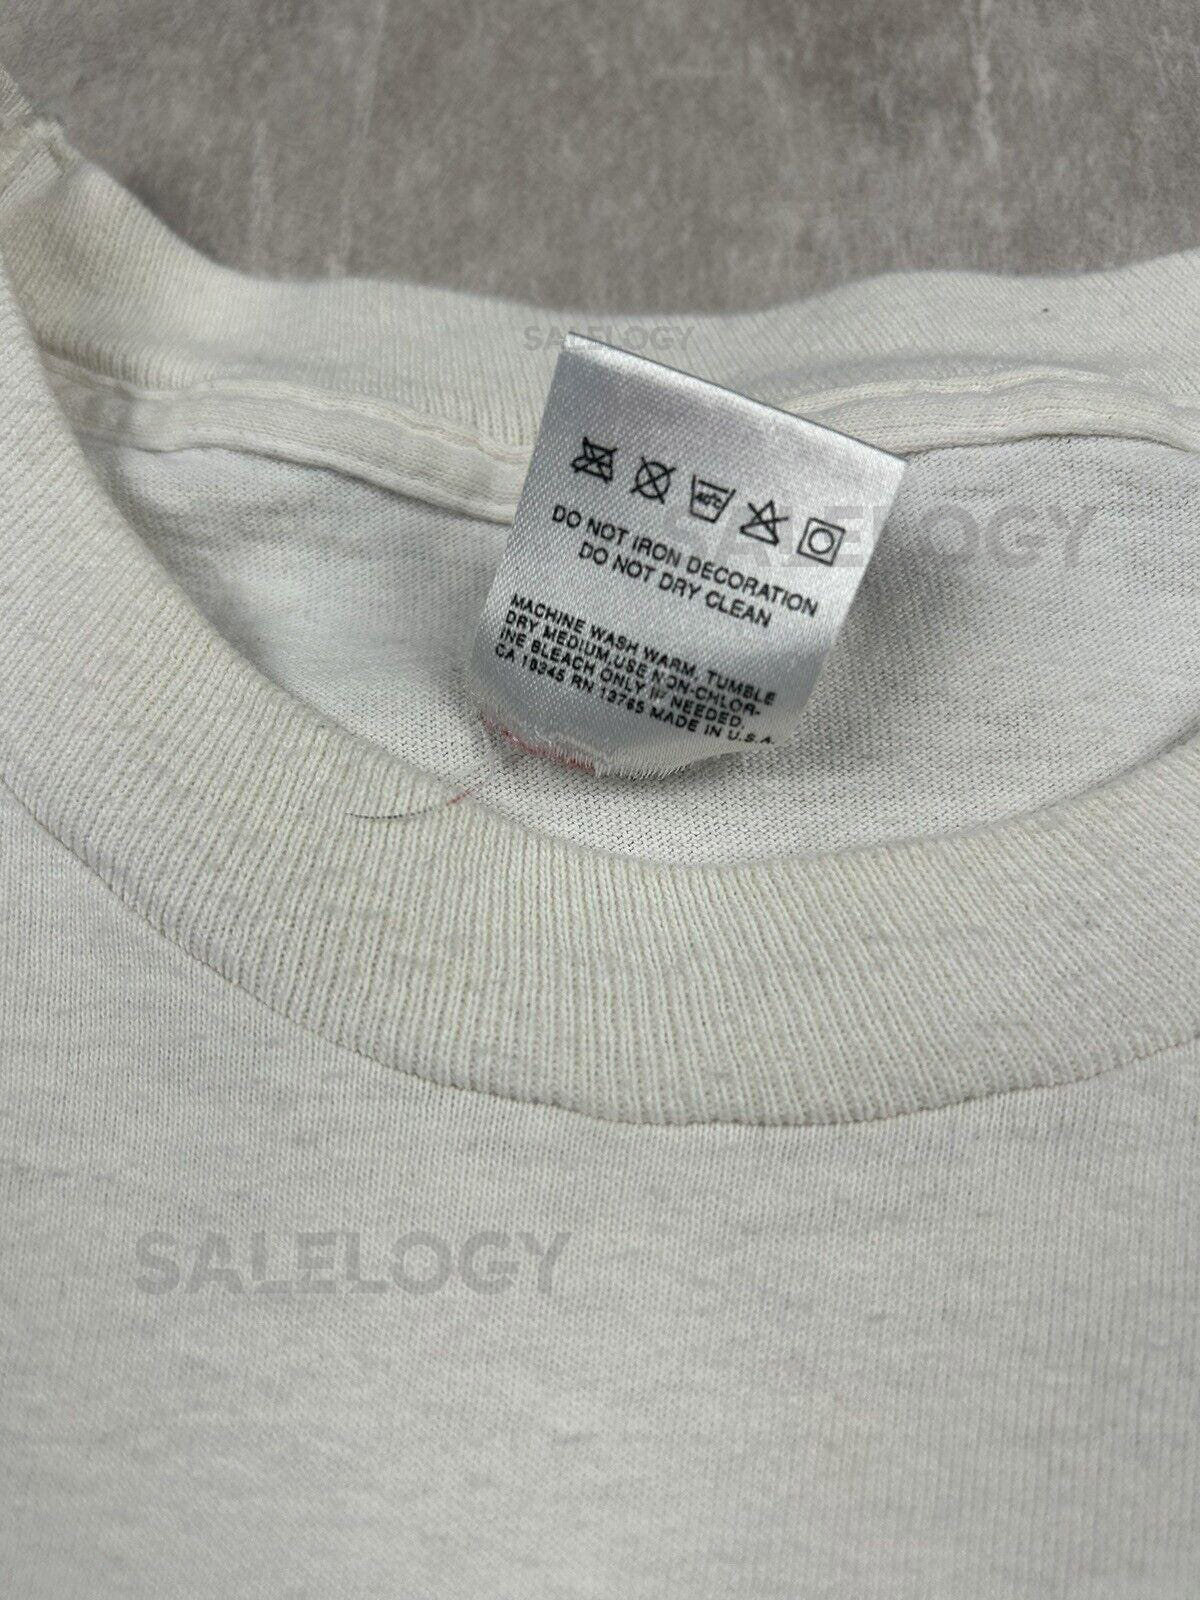 SALELOGY
40°C
SALELOGY
DO NOT IRON DECORATION
DO NOT DRY CLEAN
MACHINE WASH WARM, TUMBLE
DRY MEDIUM, USE NON-CHLOR-
INE BLEACH ONLY IF NEEDED.
CA 18345 RN 13765 MADE IN U.S.A.
SALELOGY